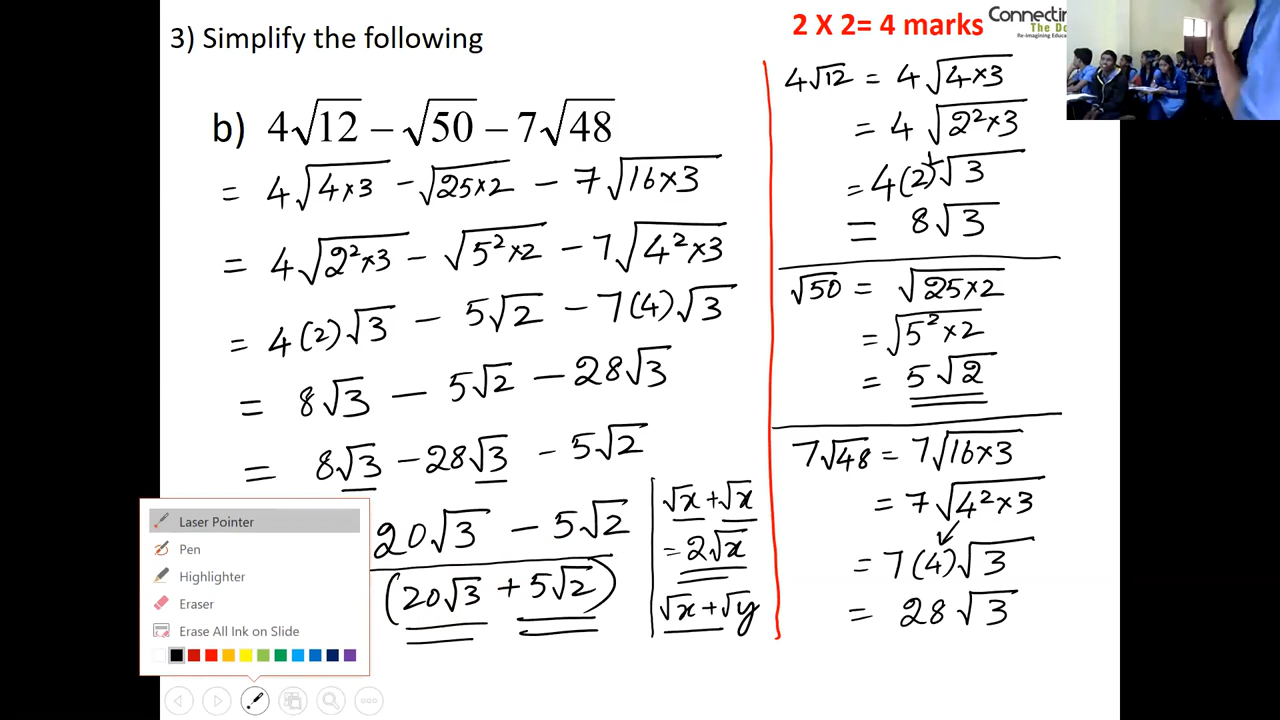 3) Simplify the following
2 X 2= 4 marks
Connectin
The Do
Re-imagining Educ
b) 4√12 – √50 – 7√48
= 4√4×3 – √25×2 – 7√16×3
= 4√2²×3 – √5²×2 – 7√4²×3
= 4(2)√3 – 5√2 – 7(4)√3
= 8√3 – 5√2 – 28√3
= 8√3 – 28√3 – 5√2
20√3 – 5√2
(20√3 + 5√2)
√x + √x
= 2√x
√x + √y
4√12 = 4√4×3
= 4√2²×3
= 4(2)√3
= 8√3
√50 = √25×2
= √5²×2
= 5√2
7√48 = 7√16×3
= 7√4²×3
= 7(4)√3
= 28√3
Laser Pointer
Pen
Highlighter
Eraser
Erase All Ink on Slide